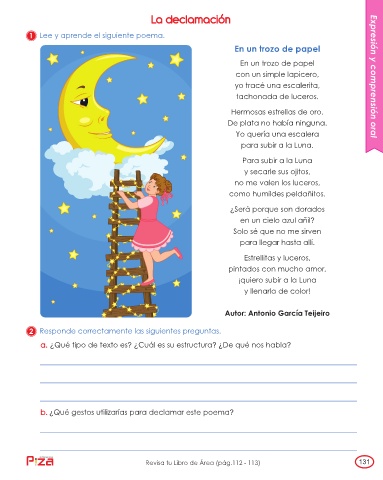 La declamación
1 Lee y aprende el siguiente poema.
Expresión y comprensión oral
En un trozo de papel
En un trozo de papel
con un simple lapicero,
yo tracé una escalerita,
tachonada de luceros.
Hermosas estrellas de oro.
De plata no había ninguna.
Yo quería una escalera
para subir a la Luna.
Para subir a la Luna
y secarle sus ojitos,
no me valen los luceros,
como humildes peldañitos.
¿Será porque son dorados
en un cielo azul añil?
Solo sé que no me sirven
para llegar hasta allí.
Estrellitas y luceros,
pintados con mucho amor,
¡quiero subir a la Luna
y llenarla de color!
Autor: Antonio García Teijeiro
2 Responde correctamente las siguientes preguntas.
a. ¿Qué tipo de texto es? ¿Cuál es su estructura? ¿De qué nos habla?
b. ¿Qué gestos utilizarías para declamar este poema?
Piza
Revisa tu Libro de Área (pág.112 - 113)
131